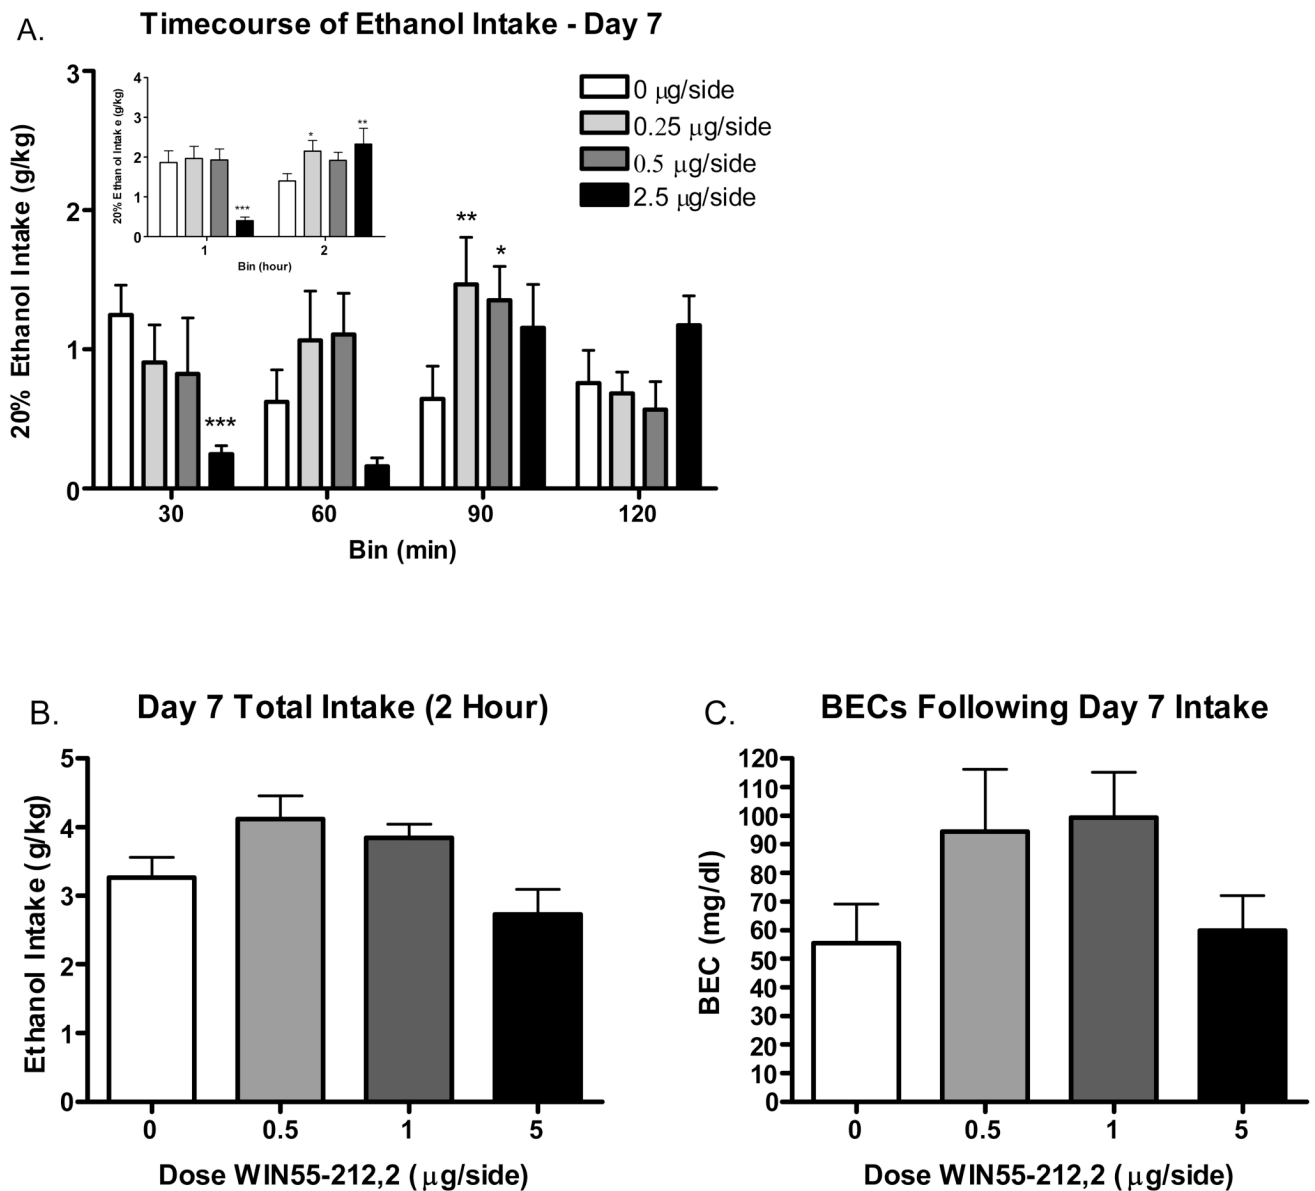 A.
Timecourse of Ethanol Intake - Day 7
20% Ethanol Intake (g/kg)
3
2
1
0
0 µg/side
0.25 µg/side
0.5 µg/side
2.5 µg/side
20% Ethanol Intake (g/kg)
4
3
2
1
0
***
*
**
1 2
Bin (hour)
***
**
*
30 60 90 120
Bin (min)
B.
Day 7 Total Intake (2 Hour)
Ethanol Intake (g/kg)
5
4
3
2
1
0
0 0.5 1 5
Dose WIN55-212,2 (µg/side)
C.
BECs Following Day 7 Intake
BEC (mg/dl)
120
110
100
90
80
70
60
50
40
30
20
10
0
0 0.5 1 5
Dose WIN55-212,2 (µg/side)